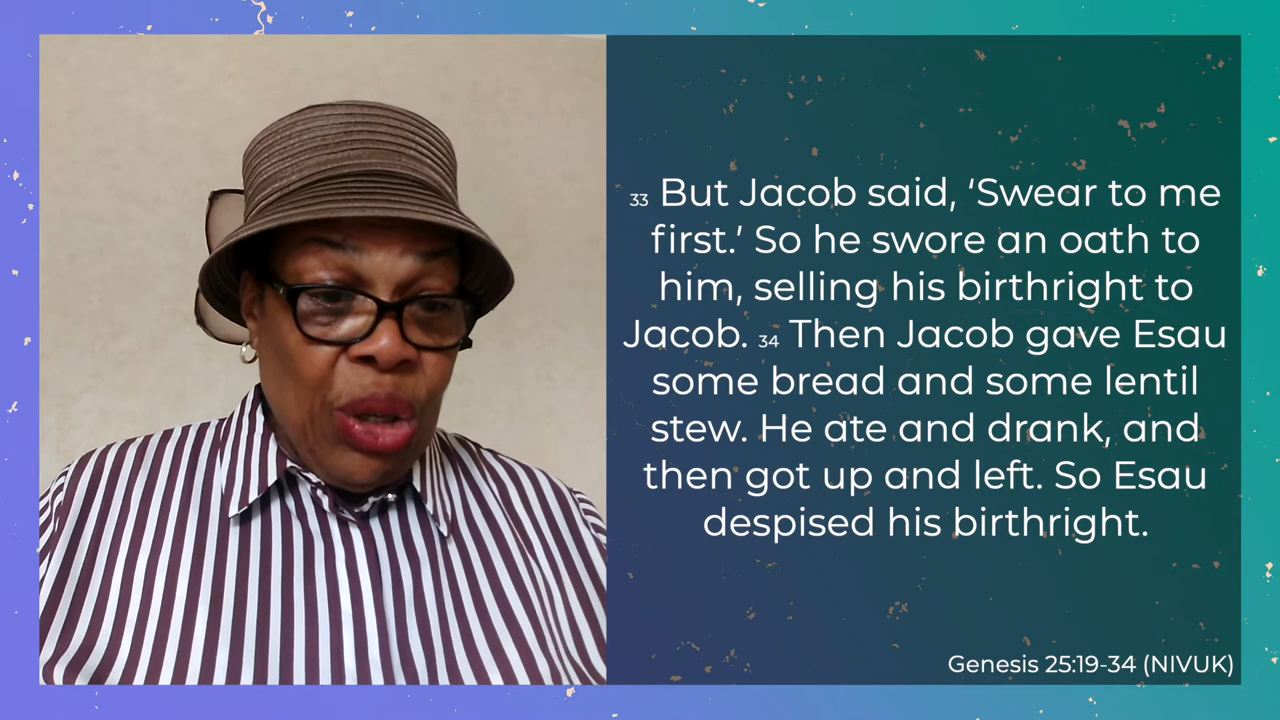 33 But Jacob said, ‘Swear to me
first.’ So he swore an oath to
him, selling his birthright to
Jacob. 34 Then Jacob gave Esau
some bread and some lentil
stew. He ate and drank, and
then got up and left. So Esau
despised his birthright.
Genesis 25:19-34 (NIVUK)